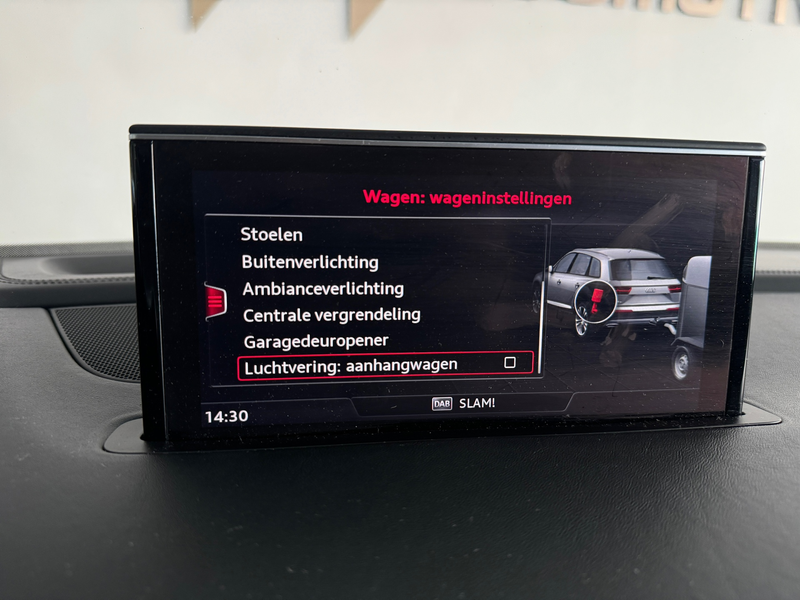 Wagen: wageninstellingen
Stoelen
Buitenverlichting
Ambianceverlichting
Centrale vergrendeling
Garagedeuropener
Luchtvering: aanhangwagen
DAB SLAM!
14:30